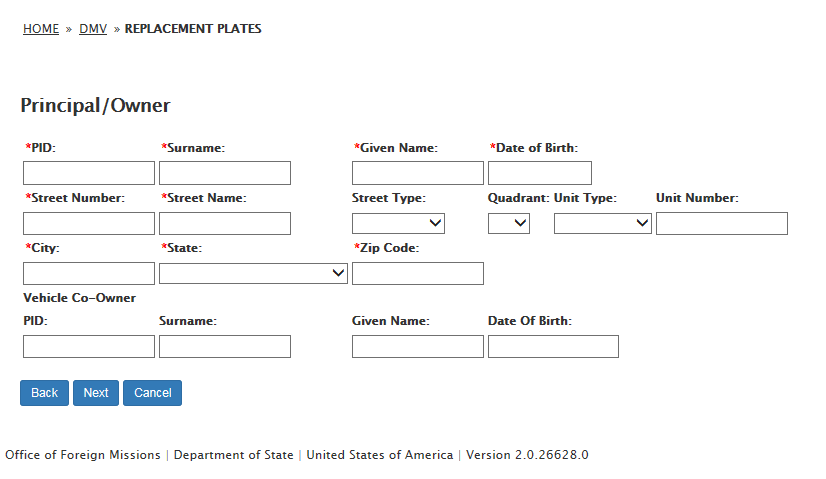 HOME » DMV » REPLACEMENT PLATES
Principal/Owner
*PID: *Surname: *Given Name: *Date of Birth:
*Street Number: *Street Name: Street Type: Quadrant: Unit Type: Unit Number:
*City: *State: *Zip Code:
Vehicle Co-Owner
PID: Surname: Given Name: Date Of Birth:
Back Next Cancel
Office of Foreign Missions | Department of State | United States of America | Version 2.0.26628.0